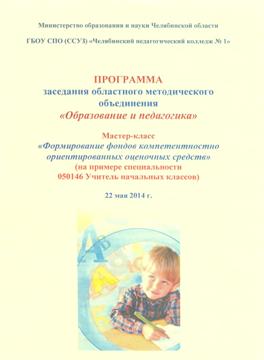 Министерство образования и науки Челябинской области
ГБОУ СПО (ССУЗ) «Челябинский педагогический колледж № 1»
ПРОГРАММА
заседания областного методического
объединения
«Образование и педагогика»
Мастер-класс
«Формирование фондов компетентностно
ориентированных оценочных средств»
(на примере специальности
050146 Учитель начальных классов)
22 мая 2014 г.